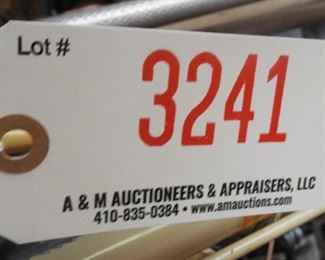 Lot #
3241
A & M AUCTIONEERS & APPRAISERS, LLC
410-835-0384 • www.amauctions.com